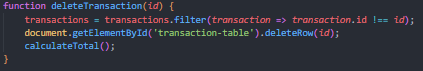 function deleteTransaction(id) {
    transactions = transactions.filter(transaction => transaction.id !== id);
    document.getElementById('transaction-table').deleteRow(id);
    calculateTotal();
}